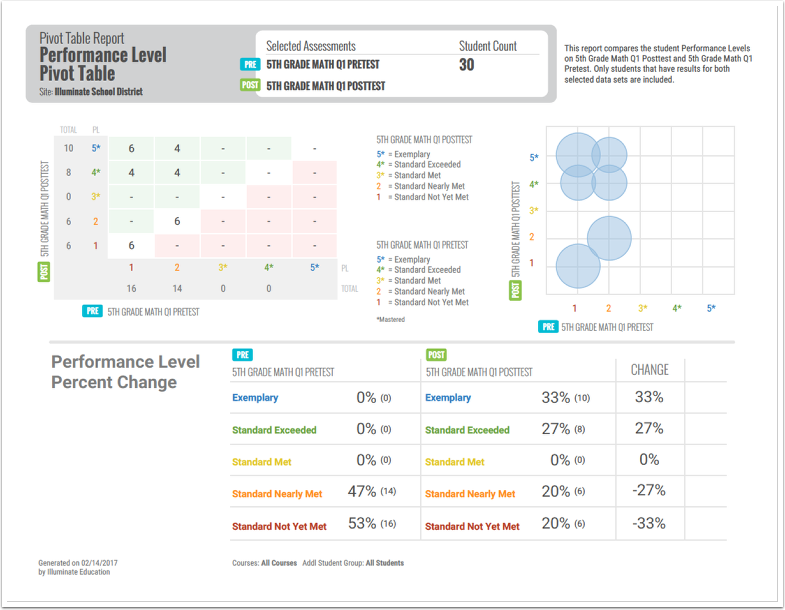 Pivot Table Report
Performance Level
Pivot Table
Site: Illuminate School District
Selected Assessments Student Count
PRE 5TH GRADE MATH Q1 PRETEST 30
POST 5TH GRADE MATH Q1 POSTTEST
This report compares the student Performance Levels
on 5th Grade Math Q1 Posttest and 5th Grade Math Q1
Pretest. Only students that have results for both
selected data sets are included.
TOTAL PL
10 5* 6 4 - - -
8 4* 4 4 - - -
0 3* - - - - -
6 2 - 6 - - -
6 1 6 - - - -
1 2 3* 4* 5* PL
16 14 0 0 TOTAL
POST 5TH GRADE MATH Q1 POSTTEST
PRE 5TH GRADE MATH Q1 PRETEST
5TH GRADE MATH Q1 POSTTEST
5* = Exemplary
4* = Standard Exceeded
3* = Standard Met
2 = Standard Nearly Met
1 = Standard Not Yet Met
5TH GRADE MATH Q1 PRETEST
5* = Exemplary
4* = Standard Exceeded
3* = Standard Met
2 = Standard Nearly Met
1 = Standard Not Yet Met
*Mastered
POST 5TH GRADE MATH Q1 POSTTEST
5*
4*
3*
2
1
1 2 3* 4* 5*
PRE 5TH GRADE MATH Q1 PRETEST
Performance Level
Percent Change
PRE POST
5TH GRADE MATH Q1 PRETEST 5TH GRADE MATH Q1 POSTTEST CHANGE
Exemplary 0% (0) Exemplary 33% (10) 33%
Standard Exceeded 0% (0) Standard Exceeded 27% (8) 27%
Standard Met 0% (0) Standard Met 0% (0) 0%
Standard Nearly Met 47% (14) Standard Nearly Met 20% (6) -27%
Standard Not Yet Met 53% (16) Standard Not Yet Met 20% (6) -33%
Generated on 02/14/2017
by Illuminate Education
Courses: All Courses Addl Student Group: All Students